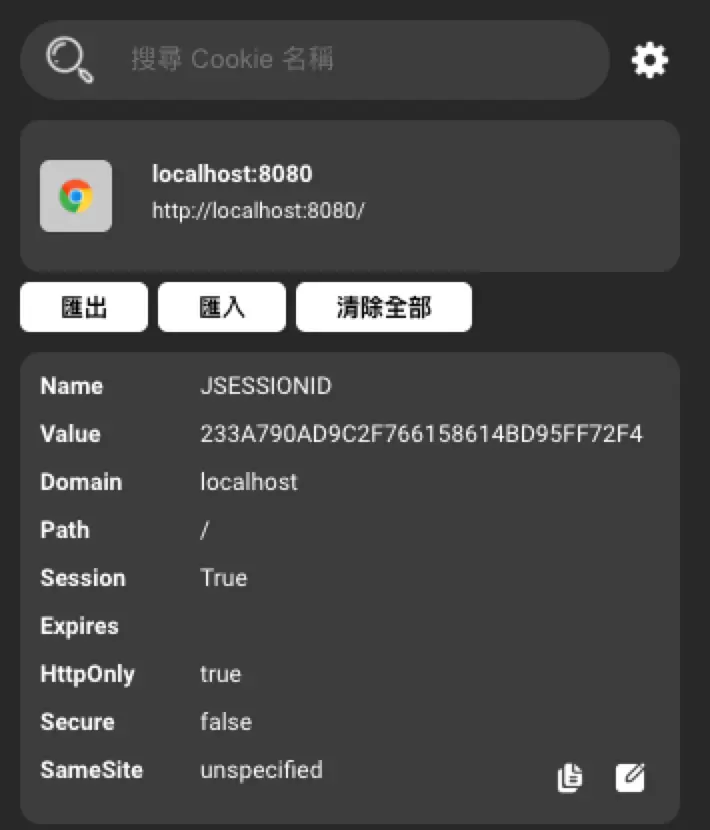 搜尋 Cookie 名稱
localhost:8080
http://localhost:8080/
匯出 匯入 清除全部
Name JSESSIONID
Value 233A790AD9C2F766158614BD95FF72F4
Domain localhost
Path /
Session True
Expires
HttpOnly true
Secure false
SameSite unspecified